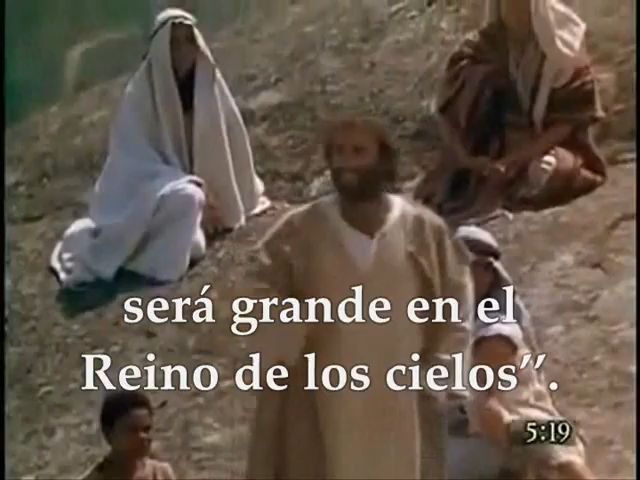 será grande en el
Reino de los cielos”.
5:19